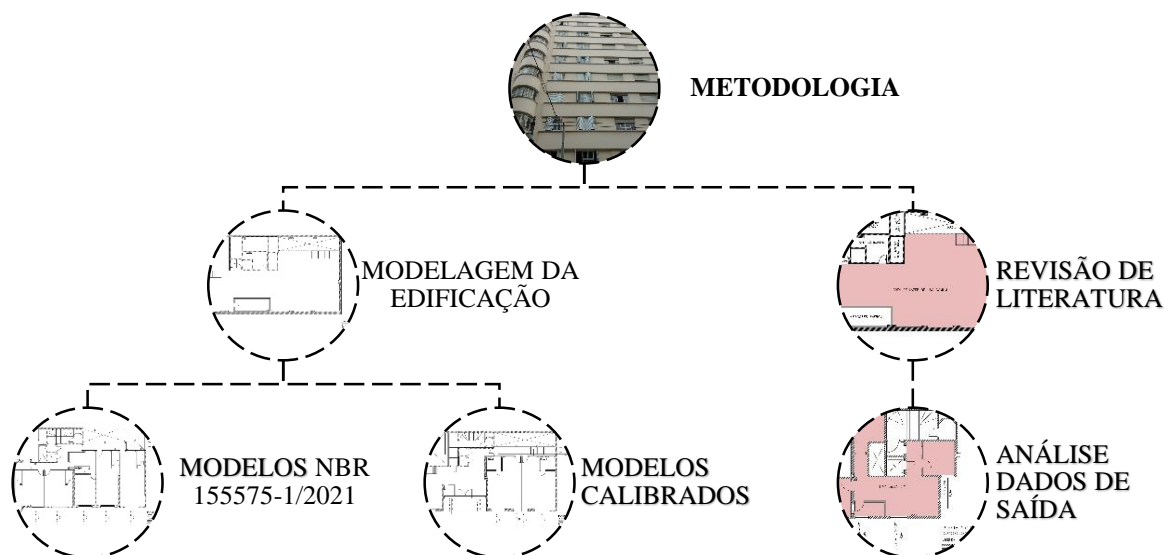 METODOLOGIA
MODELAGEM DA
EDIFICAÇÃO
REVISÃO DE
LITERATURA
MODELOS NBR
155575-1/2021
MODELOS
CALIBRADOS
ANÁLISE
DADOS DE
SAÍDA